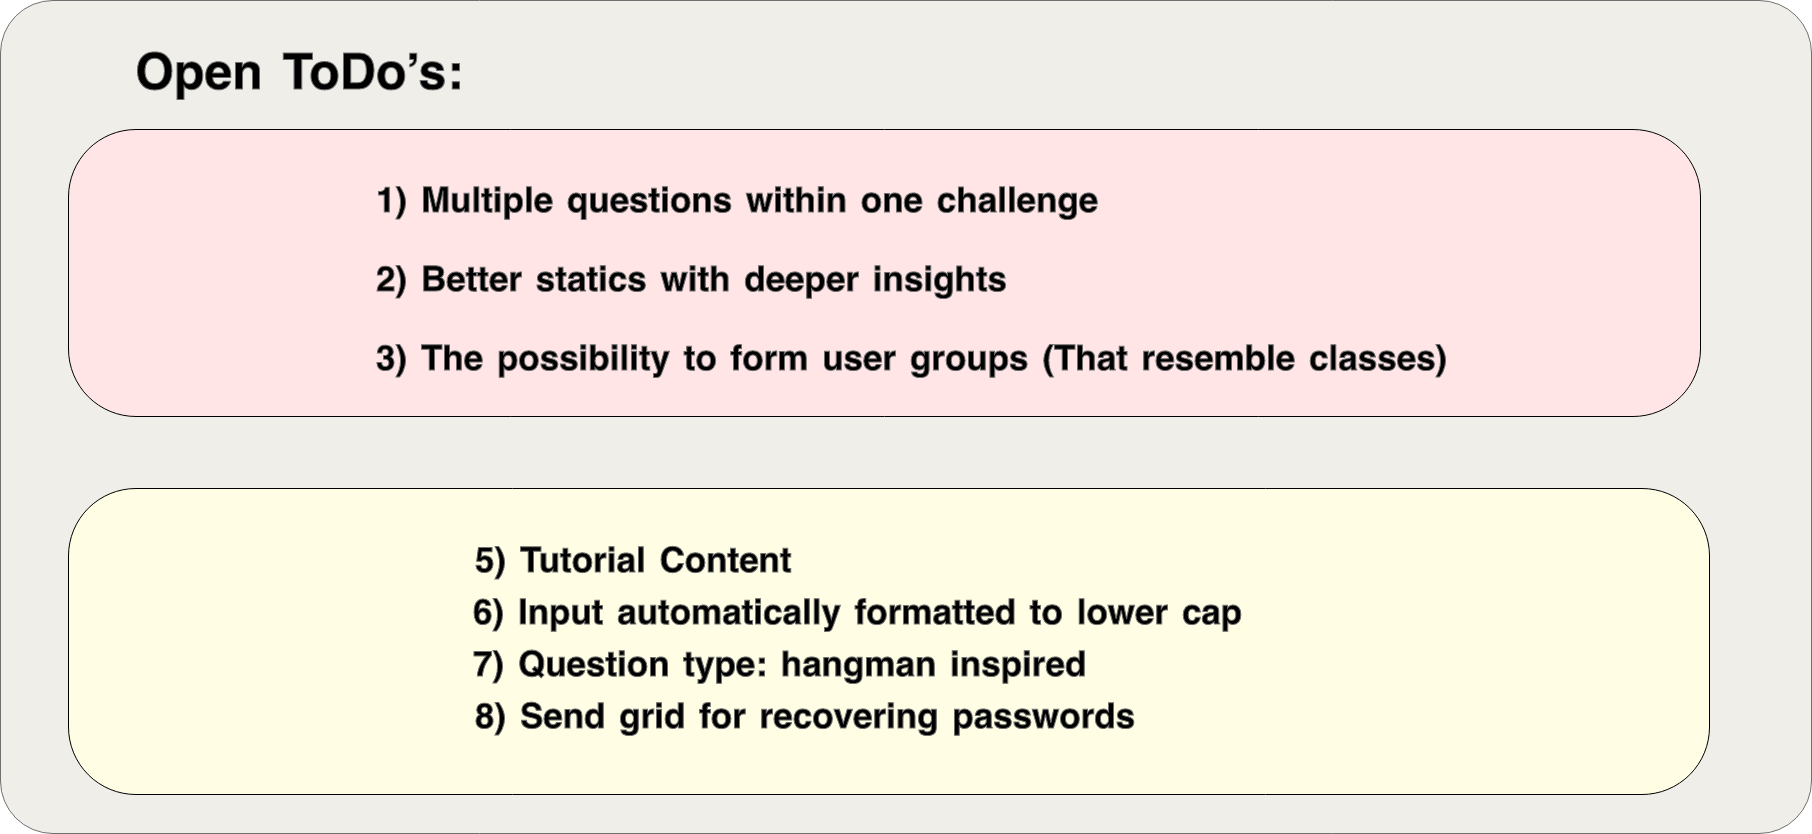 Open ToDo’s:
1) Multiple questions within one challenge
2) Better statics with deeper insights
3) The possibility to form user groups (That resemble classes)
5) Tutorial Content
6) Input automatically formatted to lower cap
7) Question type: hangman inspired
8) Send grid for recovering passwords